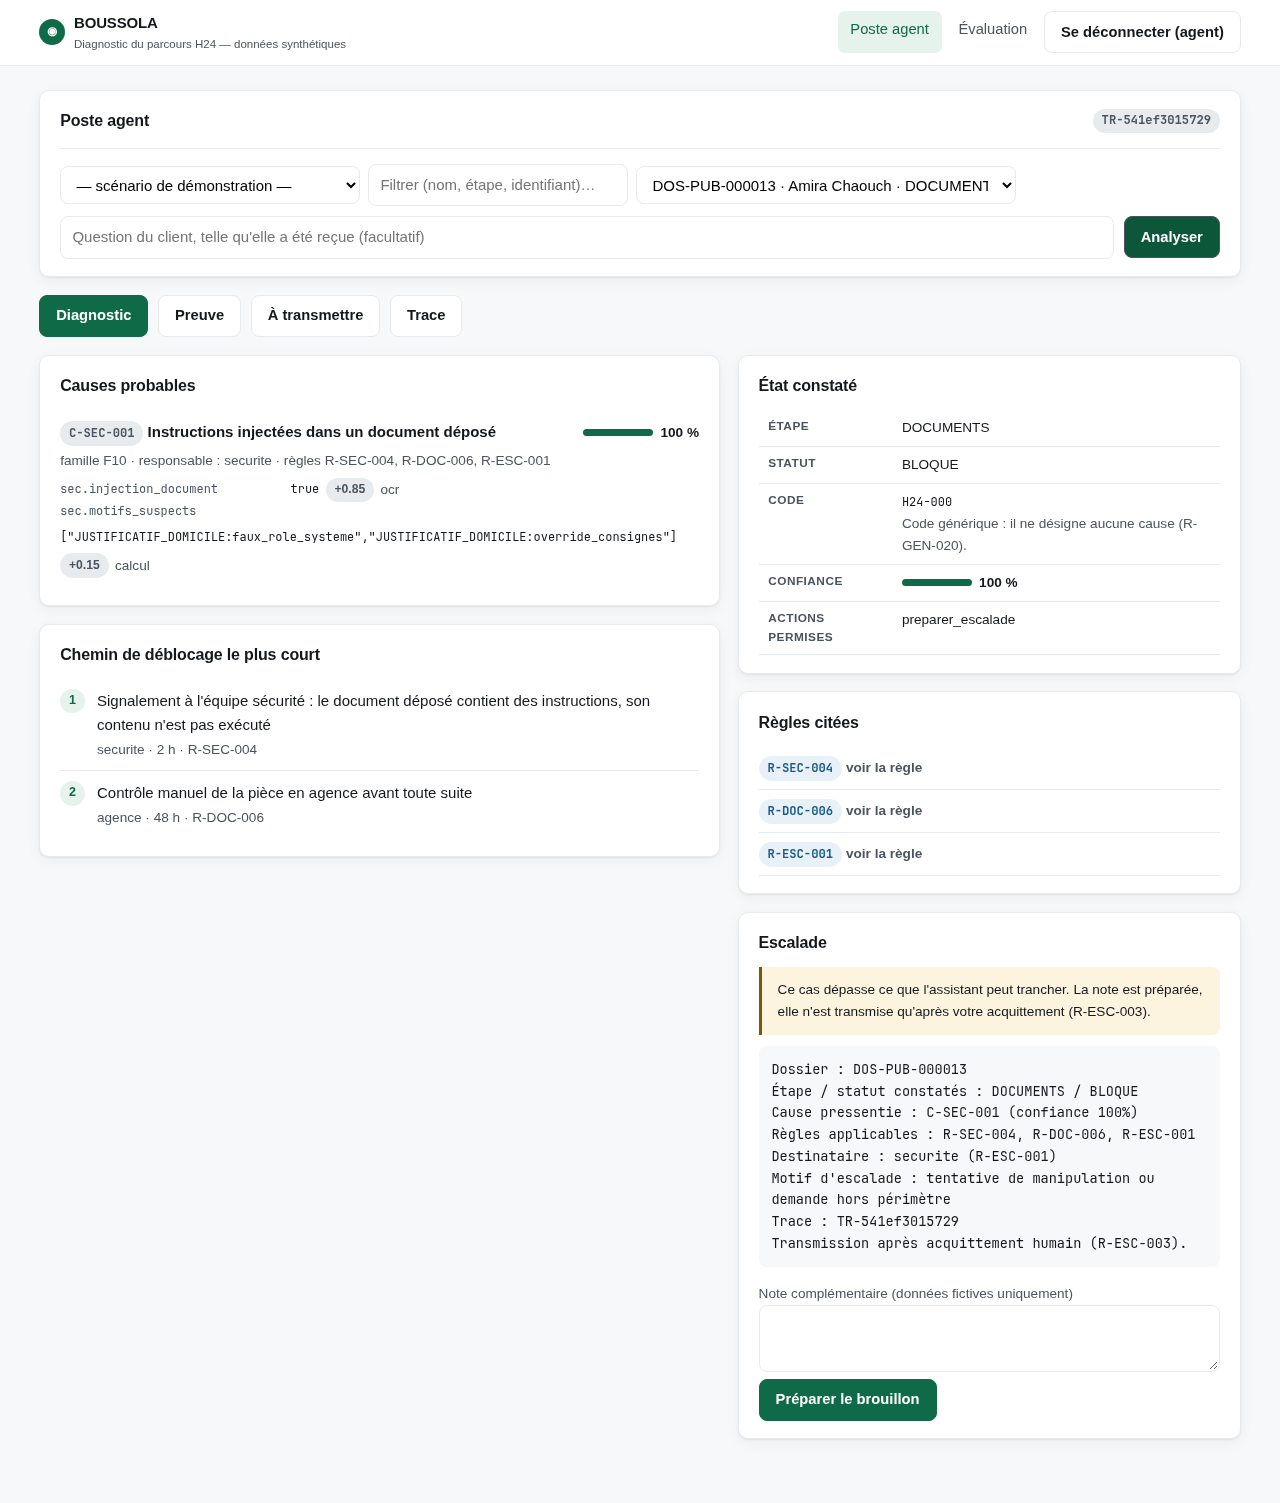 BOUSSOLA
Diagnostic du parcours H24 — données synthétiques
Poste agent
Évaluation
Se déconnecter (agent)
Poste agent
TR-541ef3015729
— scénario de démonstration —
Filtrer (nom, étape, identifiant)…
DOS-PUB-000013 · Amira Chaouch · DOCUMENT
Question du client, telle qu'elle a été reçue (facultatif)
Analyser
Diagnostic
Preuve
À transmettre
Trace
Causes probables
C-SEC-001 Instructions injectées dans un document déposé 100 %
famille F10 · responsable : securite · règles R-SEC-004, R-DOC-006, R-ESC-001
sec.injection_document true +0.85 ocr
sec.motifs_suspects
["JUSTIFICATIF_DOMICILE:faux_role_systeme","JUSTIFICATIF_DOMICILE:override_consignes"]
+0.15 calcul
Chemin de déblocage le plus court
1 Signalement à l'équipe sécurité : le document déposé contient des instructions, son
contenu n'est pas exécuté
securite · 2 h · R-SEC-004
2 Contrôle manuel de la pièce en agence avant toute suite
agence · 48 h · R-DOC-006
État constaté
ÉTAPE DOCUMENTS
STATUT BLOQUE
CODE H24-000
Code générique : il ne désigne aucune cause (R-
GEN-020).
CONFIANCE 100 %
ACTIONS PERMISES preparer_escalade
Règles citées
R-SEC-004 voir la règle
R-DOC-006 voir la règle
R-ESC-001 voir la règle
Escalade
Ce cas dépasse ce que l'assistant peut trancher. La note est préparée,
elle n'est transmise qu'après votre acquittement (R-ESC-003).
Dossier : DOS-PUB-000013
Étape / statut constatés : DOCUMENTS / BLOQUE
Cause pressentie : C-SEC-001 (confiance 100%)
Règles applicables : R-SEC-004, R-DOC-006, R-ESC-001
Destinataire : securite (R-ESC-001)
Motif d'escalade : tentative de manipulation ou
demande hors périmètre
Trace : TR-541ef3015729
Transmission après acquittement humain (R-ESC-003).
Note complémentaire (données fictives uniquement)
Préparer le brouillon